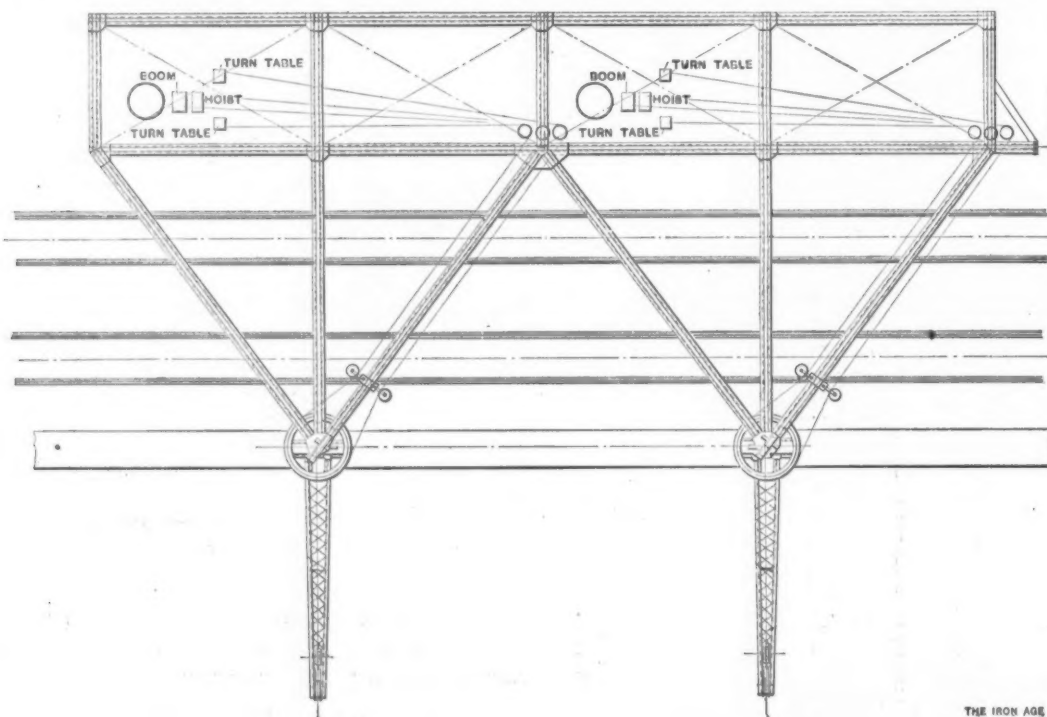 TURN TABLE
BOOM
HOIST
TURN TABLE
TURN TABLE
BOOM
HOIST
TURN TABLE
THE IRON AGE